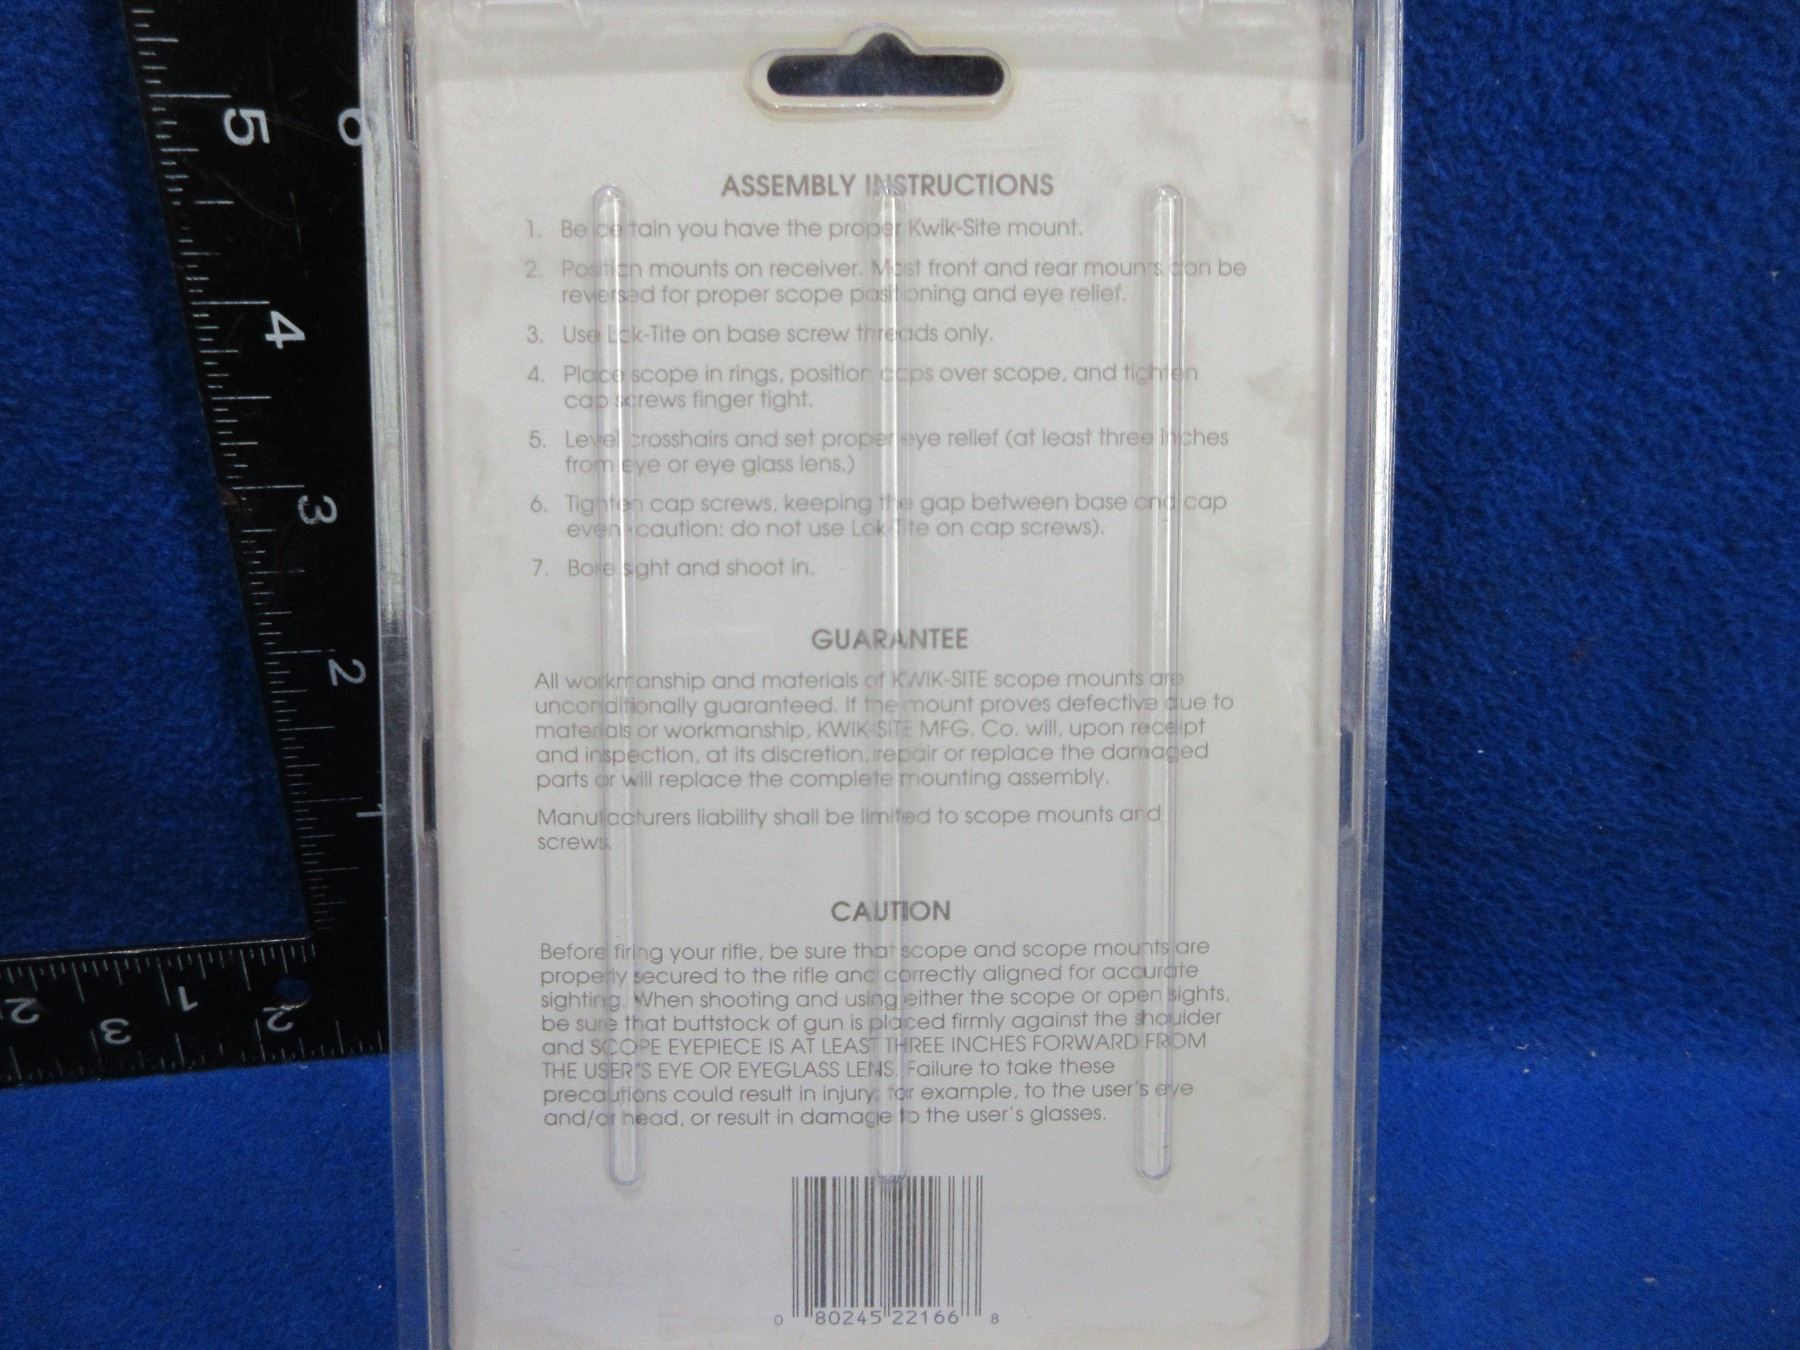 5
6
4
3
2
1
1
2
2
3
ASSEMBLY INSTRUCTIONS
1. Be certain you have the proper Kwik-Site mount.
2. Position mounts on receiver. Most front and rear mounts can be
reversed for proper scope positioning and eye relief.
3. Use Lok-Tite on base screw threads only.
4. Place scope in rings, position caps over scope, and tighten
cap screws finger tight.
5. Level crosshairs and set proper eye relief (at least three inches
from eye or eye glass lens.)
6. Tighten cap screws, keeping the gap between base and cap
even (caution: do not use Lok-Tite on cap screws).
7. Bore sight and shoot in.
GUARANTEE
All workmanship and materials of KWIK-SITE scope mounts are
unconditionally guaranteed. If the mount proves defective due to
materials or workmanship, KWIK-SITE MFG. Co. will, upon receipt
and inspection, at its discretion, repair or replace the damaged
parts or will replace the complete mounting assembly.
Manufacturers liability shall be limited to scope mounts and
screws.
CAUTION
Before firing your rifle, be sure that scope and scope mounts are
properly secured to the rifle and correctly aligned for accurate
sighting. When shooting and using either the scope or open sights,
be sure that buttstock of gun is placed firmly against the shoulder
and SCOPE EYEPIECE IS AT LEAST THREE INCHES FORWARD FROM
THE USER'S EYE OR EYEGLASS LENS. Failure to take these
precautions could result in injury, for example, to the user's eye
and/or head, or result in damage to the user's glasses.
0 80245 22166 8